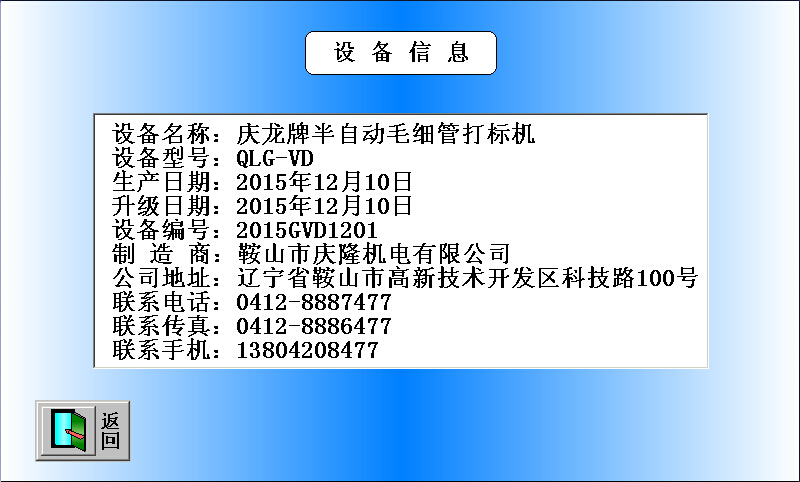 设备信息
设备名称：庆龙牌半自动毛细管打标机
设备型号：QLG-VD
生产日期：2015年12月10日
升级日期：2015年12月10日
设备编号：2015GVD1201
制 造 商：鞍山市庆隆机电有限公司
公司地址：辽宁省鞍山市高新技术开发区科技路100号
联系电话：0412-8887477
联系传真：0412-8886477
联系手机：13804208477
返
回